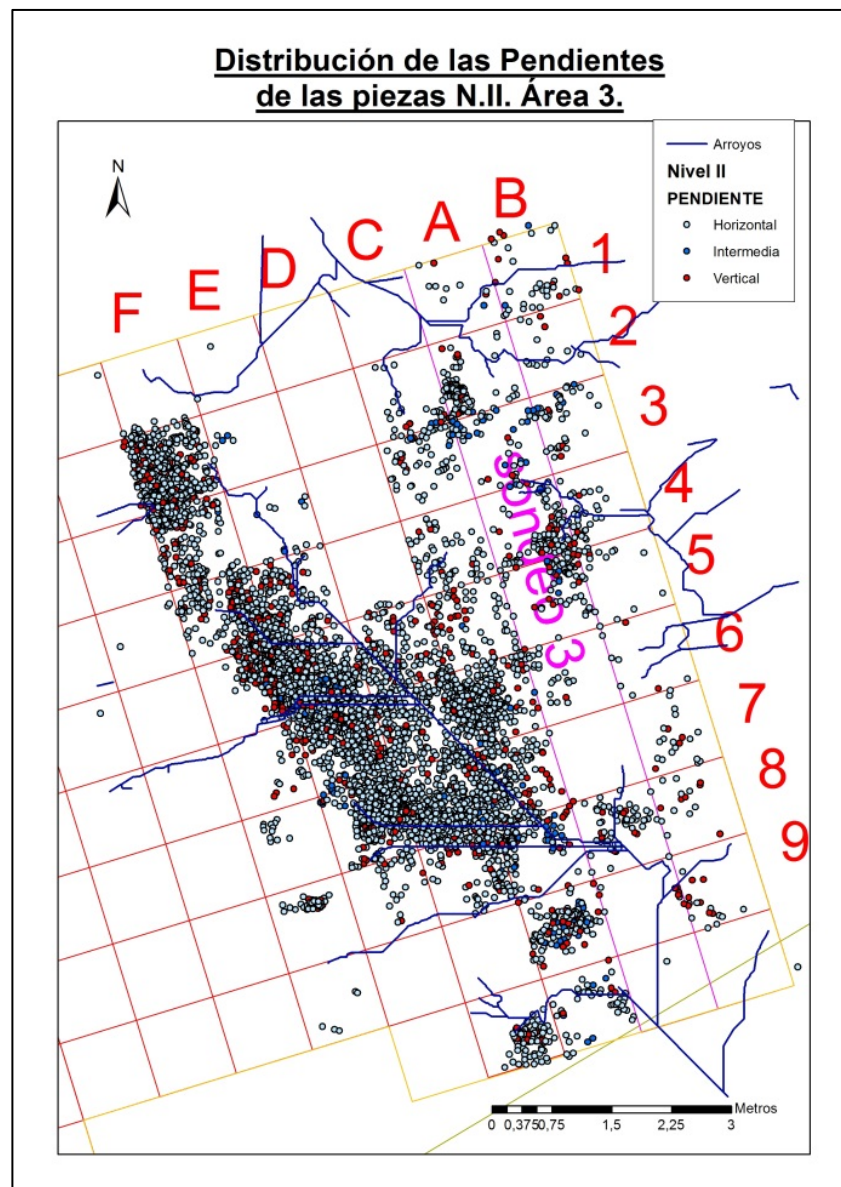 Distribución de las Pendientes
de las piezas N.II. Área 3.
Arroyos
Nivel II
PENDIENTE
Horizontal
Intermedia
Vertical
N
F E D C A B
1
2
3
4
5
6
7
8
9
sondeo 3
Metros
0 0,375 0,75 1,5 2,25 3